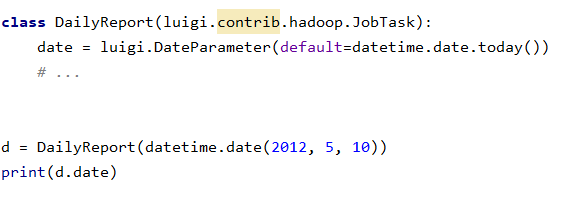 class DailyReport(luigi.contrib.hadoop.JobTask):
    date = luigi.DateParameter(default=datetime.date.today())
    # ...
d = DailyReport(datetime.date(2012, 5, 10))
print(d.date)